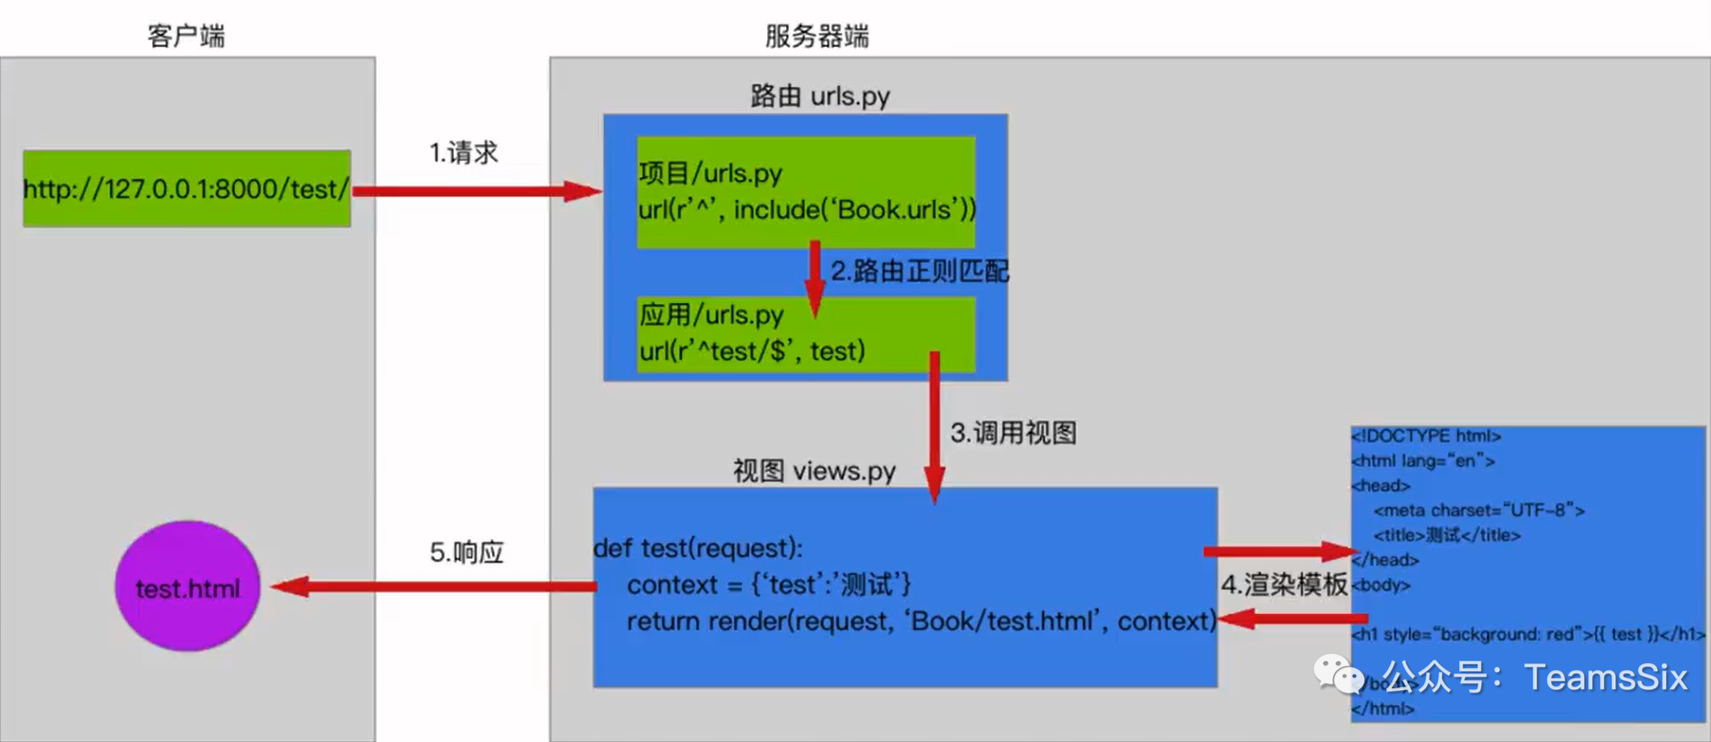 客户端
服务器端
路由 urls.py
http://127.0.0.1:8000/test/
1.请求
项目/urls.py
url(r’^’, include(‘Book.urls’))
2.路由正则匹配
应用/urls.py
url(r’^test/$’, test)
3.调用视图
视图 views.py
def test(request):
context = {‘test’:’测试’}
return render(request, ‘Book/test.html’, context)
4.渲染模板
<!DOCTYPE html>
<html lang=“en”>
<head>
<meta charset=“UTF-8”>
<title>测试</title>
</head>
<body>
<h1 style=“background: red”>{{ test }}</h1>
</body>
</html>
5.响应
test.html
公众号：TeamsSix